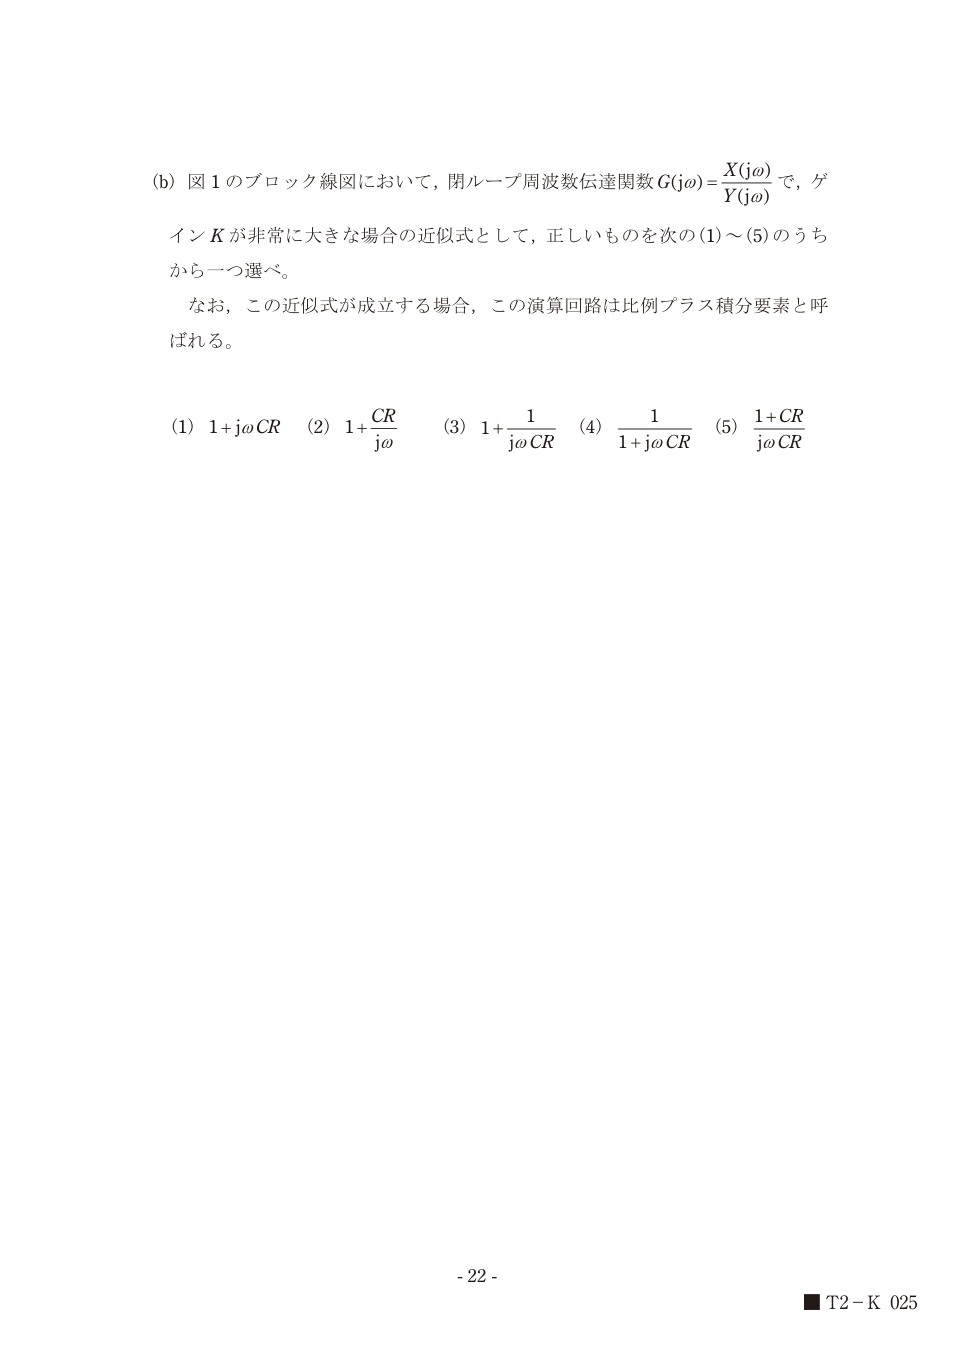 (b) 図1のブロック線図において，閉ループ周波数伝達関数 G(jω)=X(jω)/Y(jω) で，ゲ
インKが非常に大きな場合の近似式として，正しいものを次の(1)～(5)のうち
から一つ選べ。
なお，この近似式が成立する場合，この演算回路は比例プラス積分要素と呼
ばれる。
(1) 1+jωCR (2) 1+CR/jω (3) 1+1/jωCR (4) 1/1+jωCR (5) 1+CR/jωCR
- 22 -
■ T2－K 025